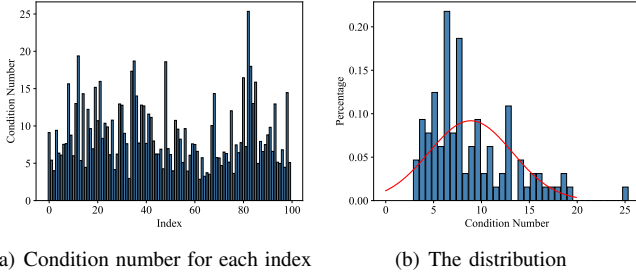 25
20
15
10
5
0
Condition Number
0 20 40 60 80 100
Index
0.20
0.15
0.10
0.05
0.00
Percentage
0 5 10 15 20 25
Condition Number
a) Condition number for each index
(b) The distribution